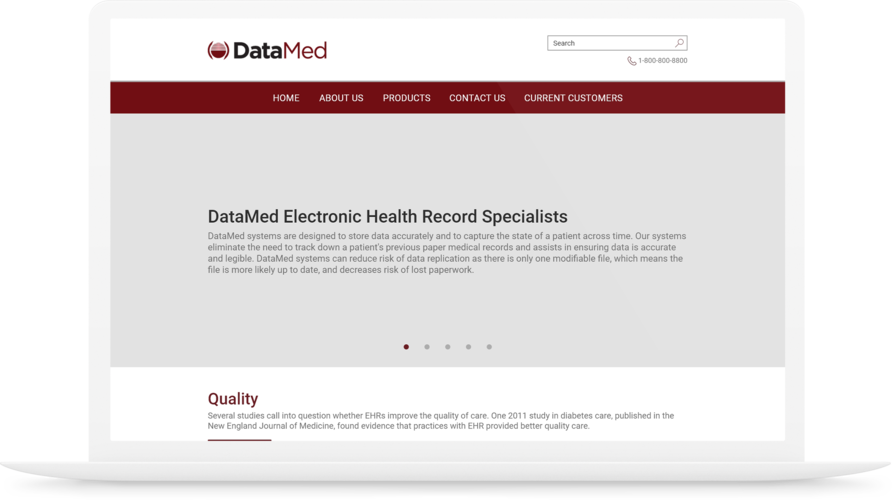 DataMed
Search
1-800-800-8800
HOME ABOUT US PRODUCTS CONTACT US CURRENT CUSTOMERS
DataMed Electronic Health Record Specialists
DataMed systems are designed to store data accurately and to capture the state of a patient across time. Our systems
eliminate the need to track down a patient's previous paper medical records and assists in ensuring data is accurate
and legible. DataMed systems can reduce risk of data replication as there is only one modifiable file, which means the
file is more likely up to date, and decreases risk of lost paperwork.
Quality
Several studies call into question whether EHRs improve the quality of care. One 2011 study in diabetes care, published in the
New England Journal of Medicine, found evidence that practices with EHR provided better quality care.